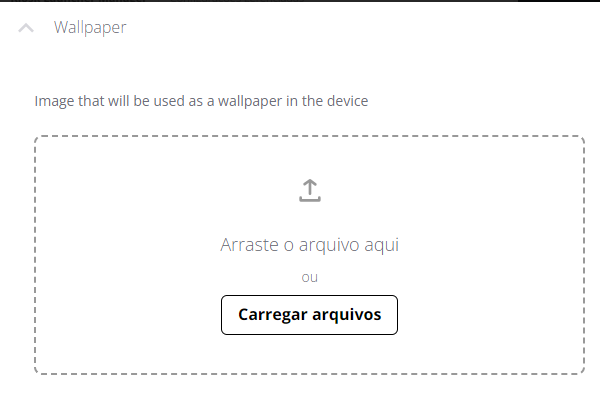 Wallpaper
Image that will be used as a wallpaper in the device
Arraste o arquivo aqui
ou
Carregar arquivos